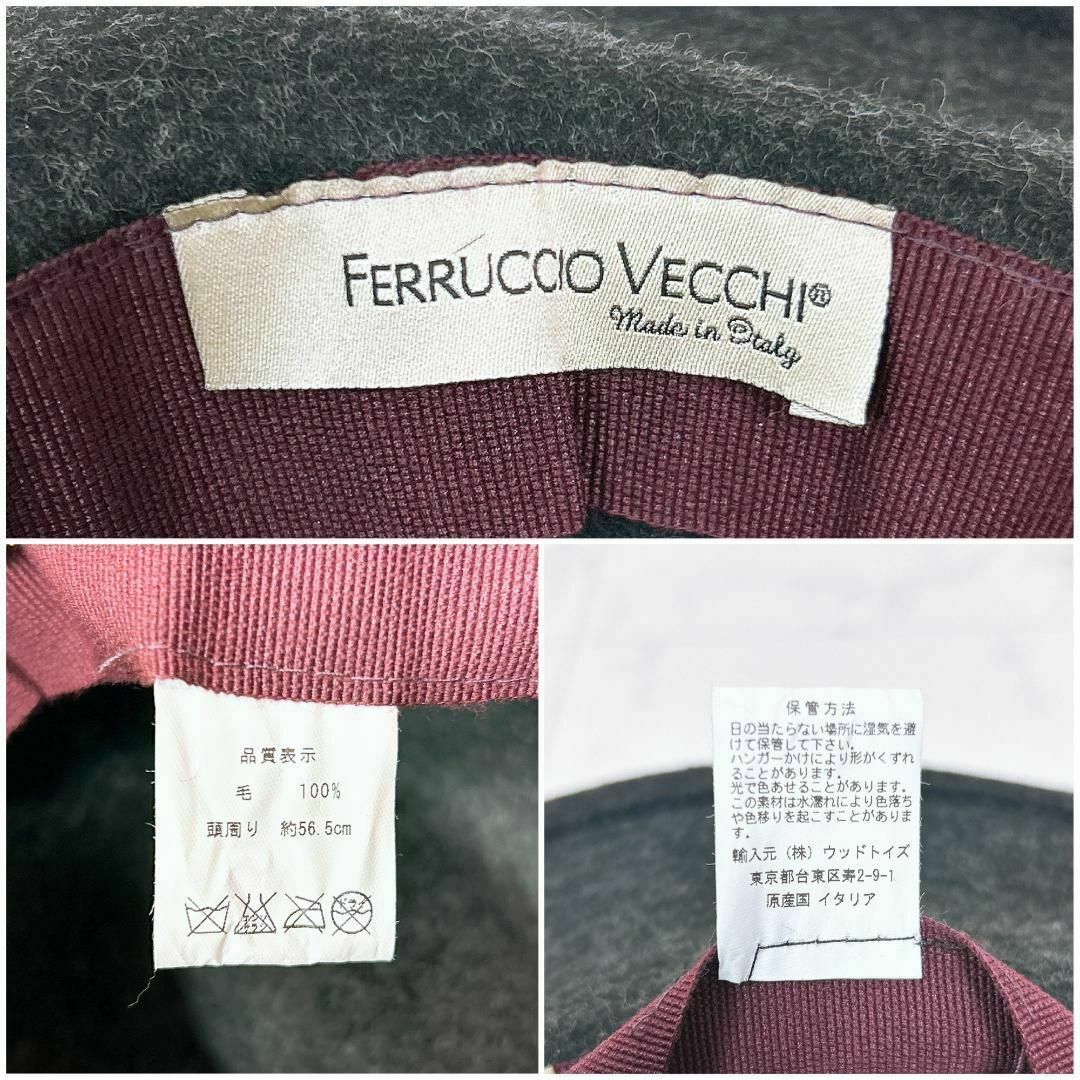 FERRUCCIO VECCHI®
Made in Italy
品質表示
毛 100%
頭周り 約56.5cm
保管方法
日の当たらない場所に湿気を避
けて保管して下さい。
ハンガーかけにより形がくずれ
ることがあります。
光で色あせることがあります。
この素材は水濡れにより色落ち
や色移りを起こすことがありま
す。
輸入元（株）ウッドトイズ
東京都台東区寿2-9-1
原産国 イタリア